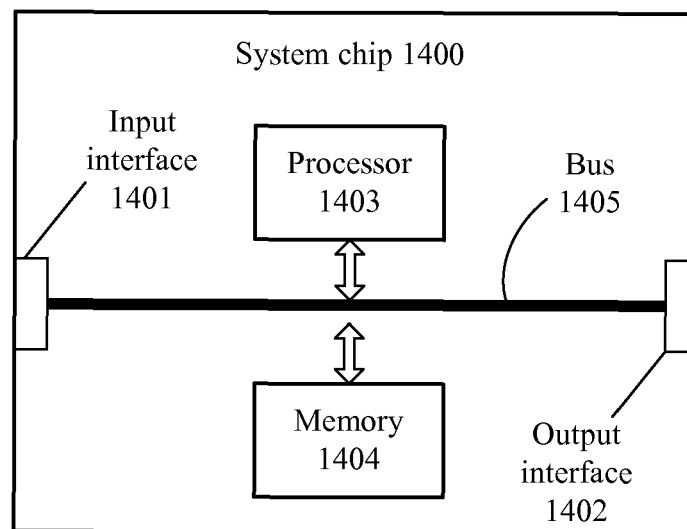 System chip 1400
Input
interface
1401
Processor
1403
Bus
1405
Memory
1404
Output
interface
1402